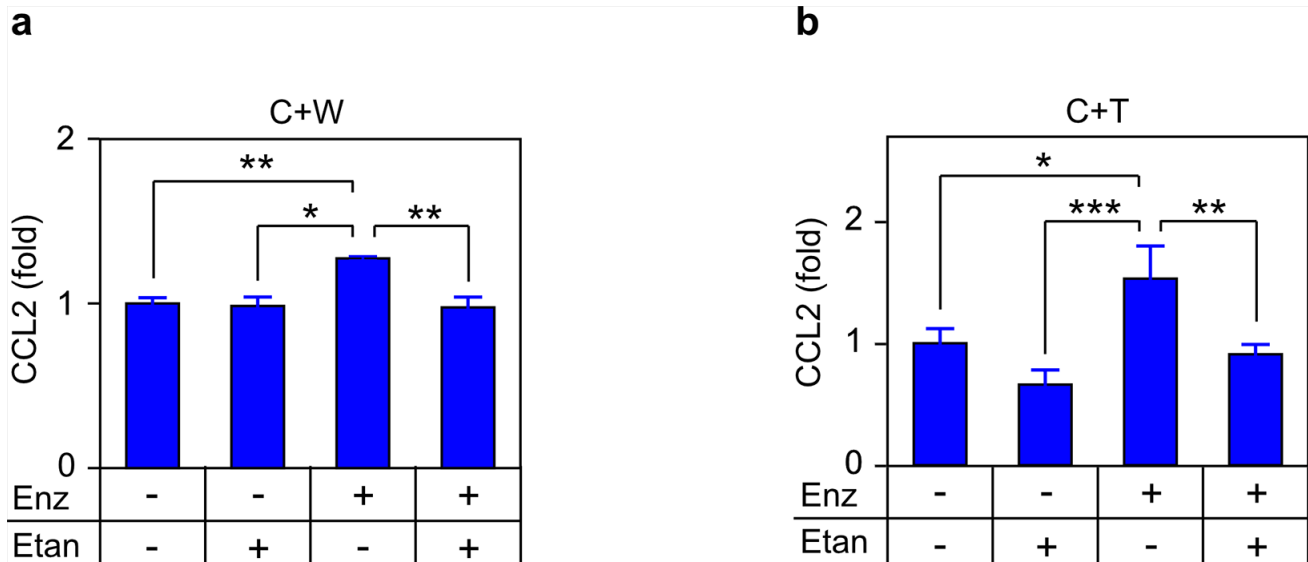 a
C+W
2
**
* **
1
0
CCL2 (fold)
Enz - - + +
Etan - + - +
b
C+T
*
*** **
2
1
0
CCL2 (fold)
Enz - - + +
Etan - + - +